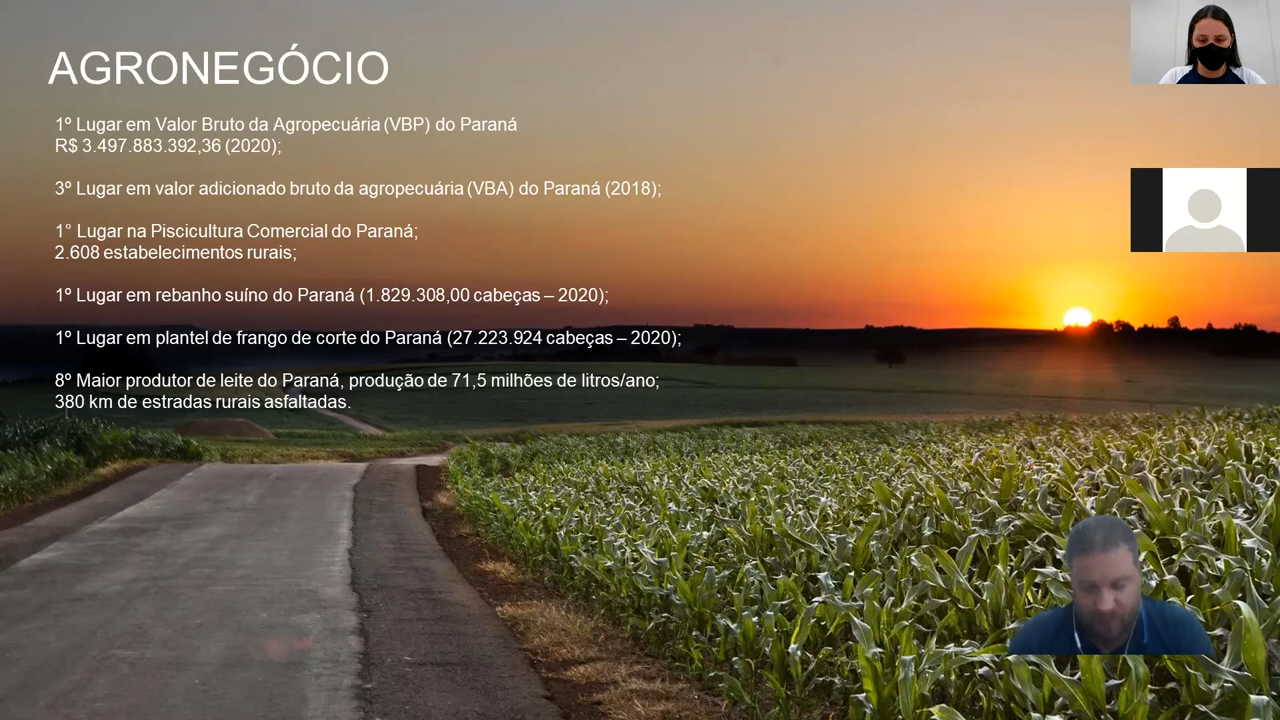 AGRONEGÓCIO
1º Lugar em Valor Bruto da Agropecuária (VBP) do Paraná
R$ 3.497.883.392,36 (2020);
3º Lugar em valor adicionado bruto da agropecuária (VBA) do Paraná (2018);
1° Lugar na Piscicultura Comercial do Paraná;
2.608 estabelecimentos rurais;
1º Lugar em rebanho suíno do Paraná (1.829.308,00 cabeças – 2020);
1º Lugar em plantel de frango de corte do Paraná (27.223.924 cabeças – 2020);
8º Maior produtor de leite do Paraná, produção de 71,5 milhões de litros/ano;
380 km de estradas rurais asfaltadas.